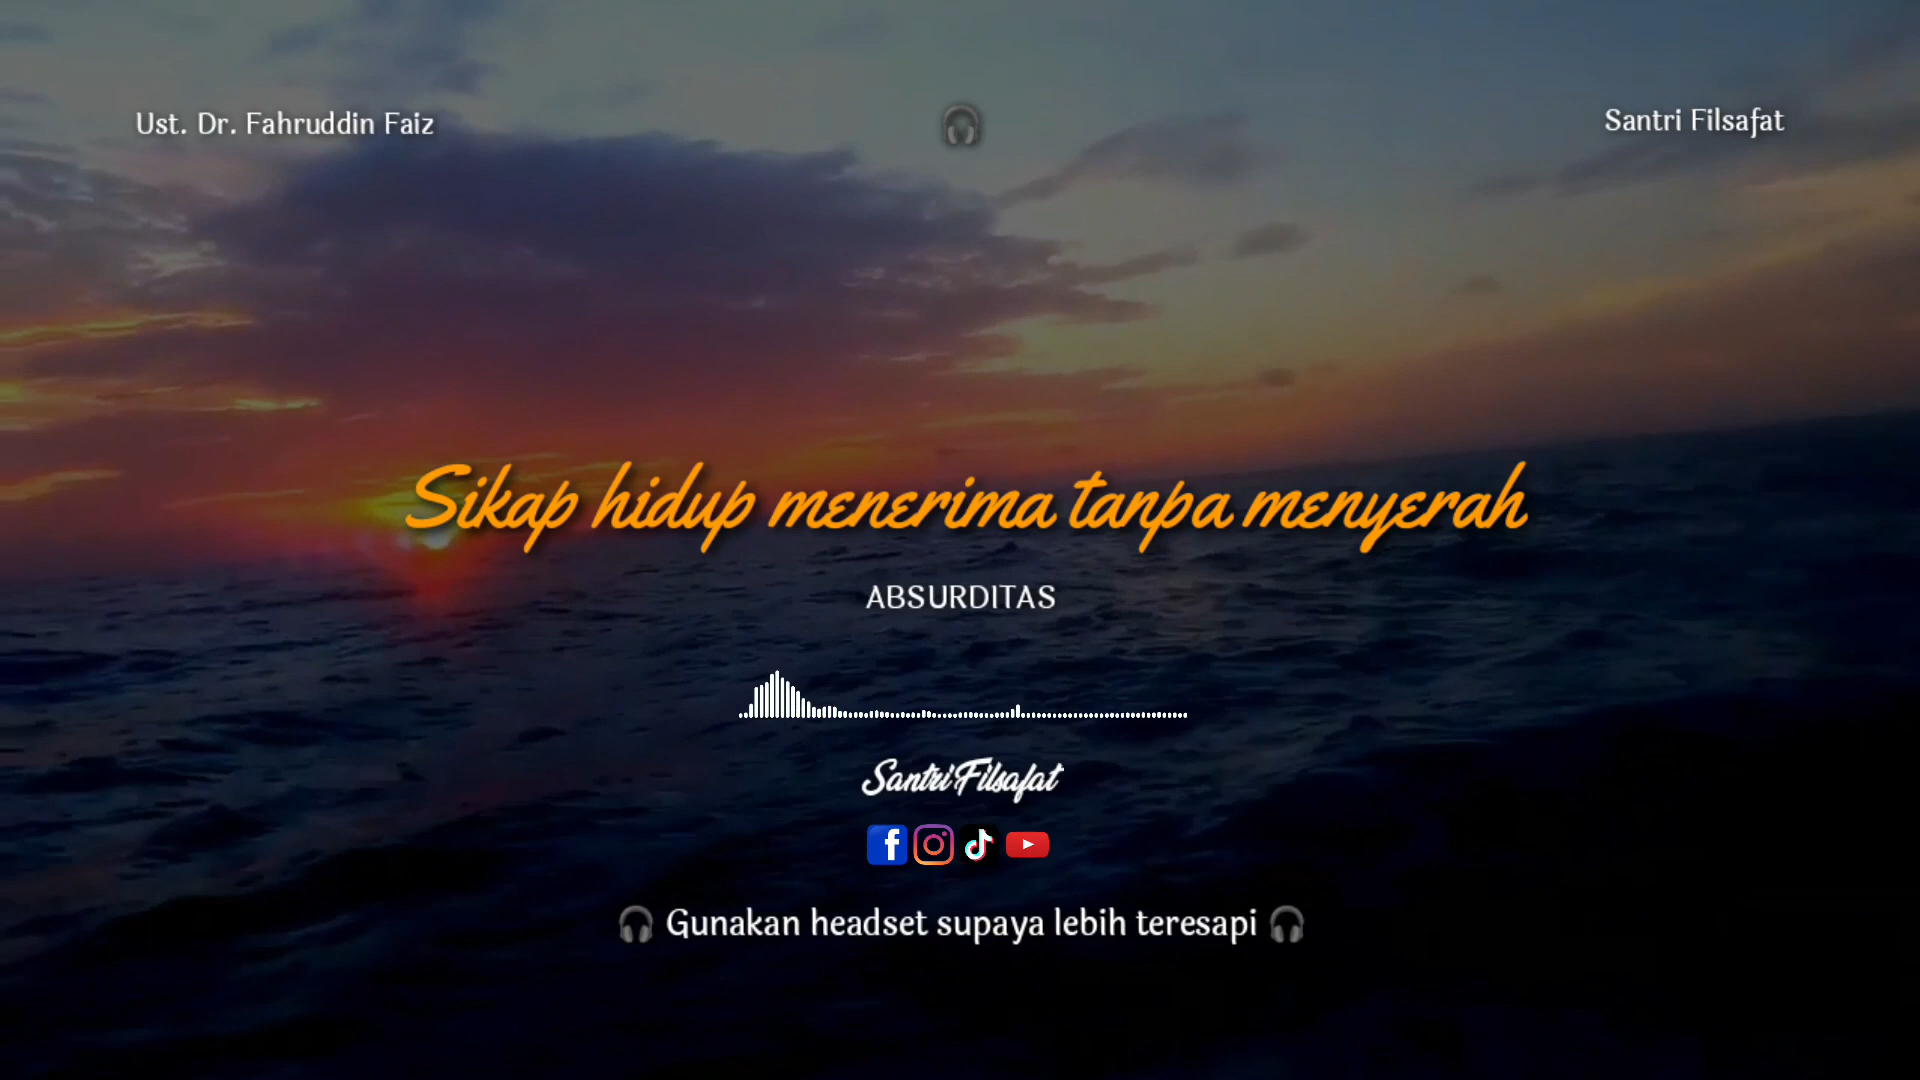 Ust. Dr. Fahruddin Faiz
Santri Filsafat
Sikap hidup menerima tanpa menyerah
ABSURDITAS
Santri Filsafat
Gunakan headset supaya lebih teresapi